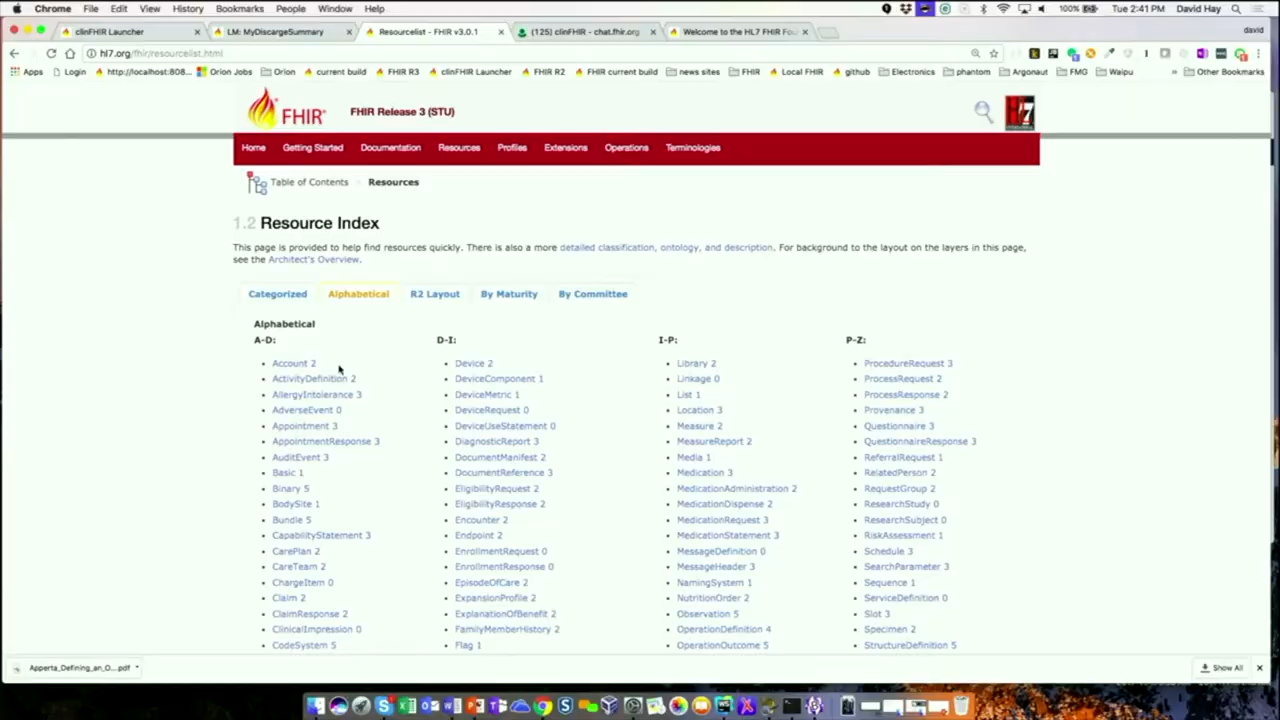 Chrome File Edit View History Bookmarks People Window Help 100% Tue 2:41 PM David Hay
clinFHIR Launcher × LM: MyDiscargeSummary × Resourcelist - FHIR v3.0.1 × (125) clinFHIR - chat.fhir.org × Welcome to the HL7 FHIR Fou × david
hl7.org/fhir/resourcelist.html
Apps Login http://localhost:808... Orion Jobs Orion current build FHIR R3 clinFHIR Launcher FHIR R2 FHIR current build news sites FHIR Local FHIR github Electronics phantom Argonaut FMG Waipu » Other Bookmarks
FHIR FHIR Release 3 (STU) HL7
Home Getting Started Documentation Resources Profiles Extensions Operations Terminologies
Table of Contents Resources
1.2 Resource Index
This page is provided to help find resources quickly. There is also a more detailed classification, ontology, and description. For background to the layout on the layers in this page,
see the Architect's Overview.
Categorized Alphabetical R2 Layout By Maturity By Committee
Alphabetical
A-D: D-I: I-P: P-Z:
Account 2 Device 2 Library 2 ProcedureRequest 3
ActivityDefinition 2 DeviceComponent 1 Linkage 0 ProcessRequest 2
AllergyIntolerance 3 DeviceMetric 1 List 1 ProcessResponse 2
AdverseEvent 0 DeviceRequest 0 Location 3 Provenance 3
Appointment 3 DeviceUseStatement 0 Measure 2 Questionnaire 3
AppointmentResponse 3 DiagnosticReport 3 MeasureReport 2 QuestionnaireResponse 3
AuditEvent 3 DocumentManifest 2 Media 1 ReferralRequest 1
Basic 1 DocumentReference 3 Medication 3 RelatedPerson 2
Binary 5 EligibilityRequest 2 MedicationAdministration 2 RequestGroup 2
BodySite 1 EligibilityResponse 2 MedicationDispense 2 ResearchStudy 0
Bundle 5 Encounter 2 MedicationRequest 3 ResearchSubject 0
CapabilityStatement 3 Endpoint 2 MedicationStatement 3 RiskAssessment 1
CarePlan 2 EnrollmentRequest 0 MessageDefinition 0 Schedule 3
CareTeam 2 EnrollmentResponse 0 MessageHeader 3 SearchParameter 3
ChargeItem 0 EpisodeOfCare 2 NamingSystem 1 Sequence 1
Claim 2 ExpansionProfile 2 NutritionOrder 2 ServiceDefinition 0
ClaimResponse 2 ExplanationOfBenefit 2 Observation 5 Slot 3
ClinicalImpression 0 FamilyMemberHistory 2 OperationDefinition 4 Specimen 2
CodeSystem 5 Flag 1 OperationOutcome 5 StructureDefinition 5
Apperta_Defining_an_O....pdf Show All ×